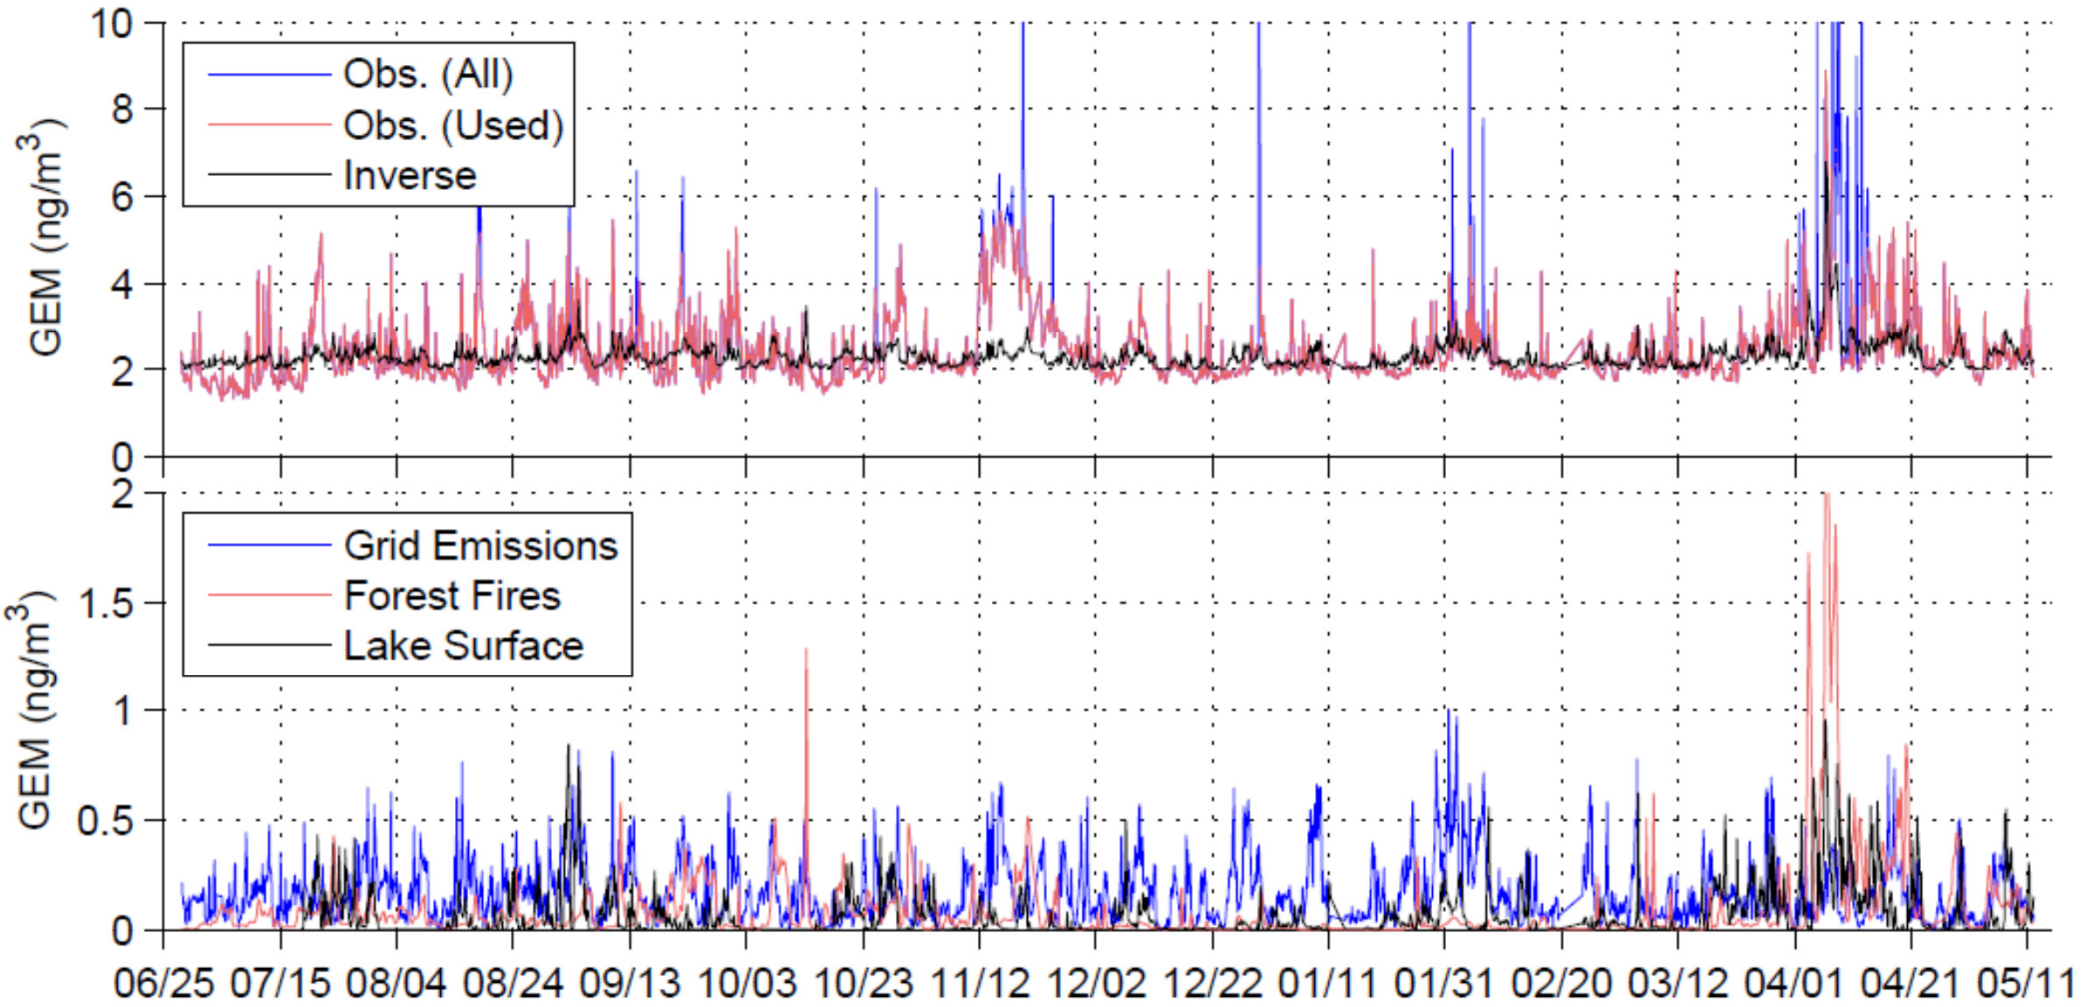 10
8
6
4
2
0
GEM (ng/m³)
Obs. (All)
Obs. (Used)
Inverse
2
1.5
1
0.5
0
GEM (ng/m³)
Grid Emissions
Forest Fires
Lake Surface
06/25 07/15 08/04 08/24 09/13 10/03 10/23 11/12 12/02 12/22 01/11 01/31 02/20 03/12 04/01 04/21 05/11